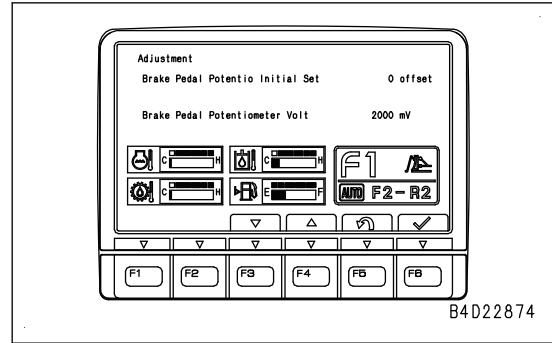 Adjustment
Brake Pedal Potentio Initial Set 0 offset
Brake Pedal Potentiometer Volt 2000 mV
C H C H F1
C H E F AUTO F2-R2
F1 F2 F3 F4 F5 F6
B4D22874